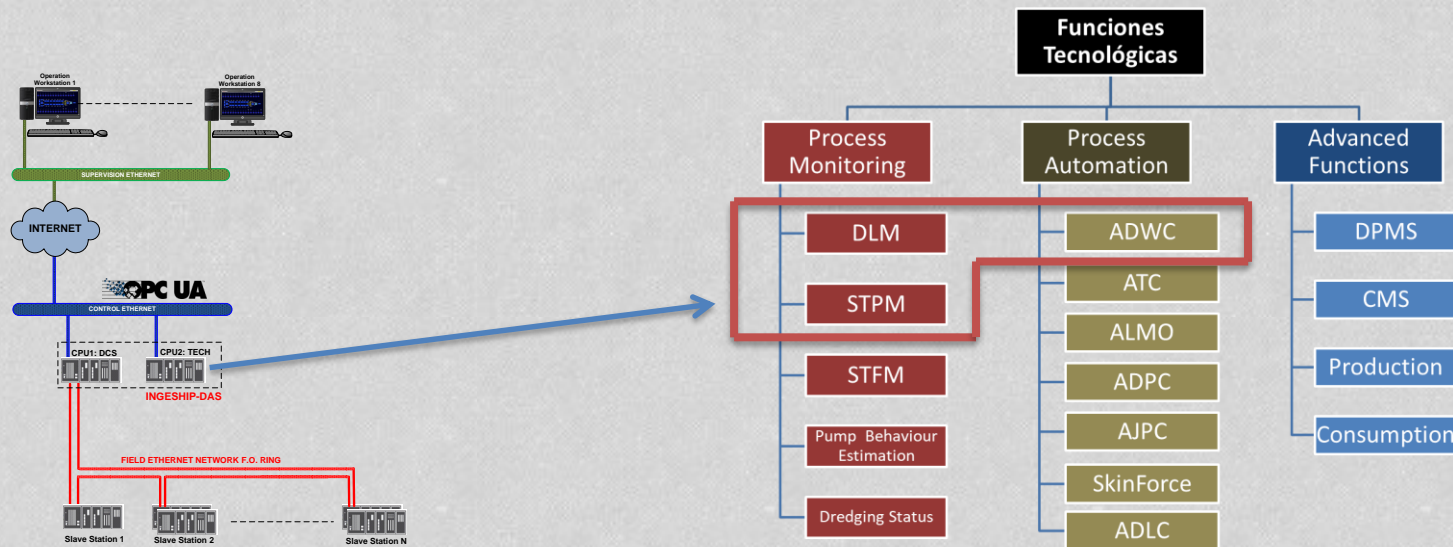 Operation
Workstation 1
Operation
Workstation 8
SUPERVISION ETHERNET
INTERNET
OPC UA
CONTROL ETHERNET
CPU1: DCS
CPU2: TECH
INGESHIP-DAS
FIELD ETHERNET NETWORK F.O. RING
Slave Station 1
Slave Station 2
Slave Station N
Funciones
Tecnológicas
Process
Monitoring
DLM
STPM
STFM
Pump Behaviour
Estimation
Dredging Status
Process
Automation
ADWC
ATC
ALMO
ADPC
AJPC
SkinForce
ADLC
Advanced
Functions
DPMS
CMS
Production
Consumption